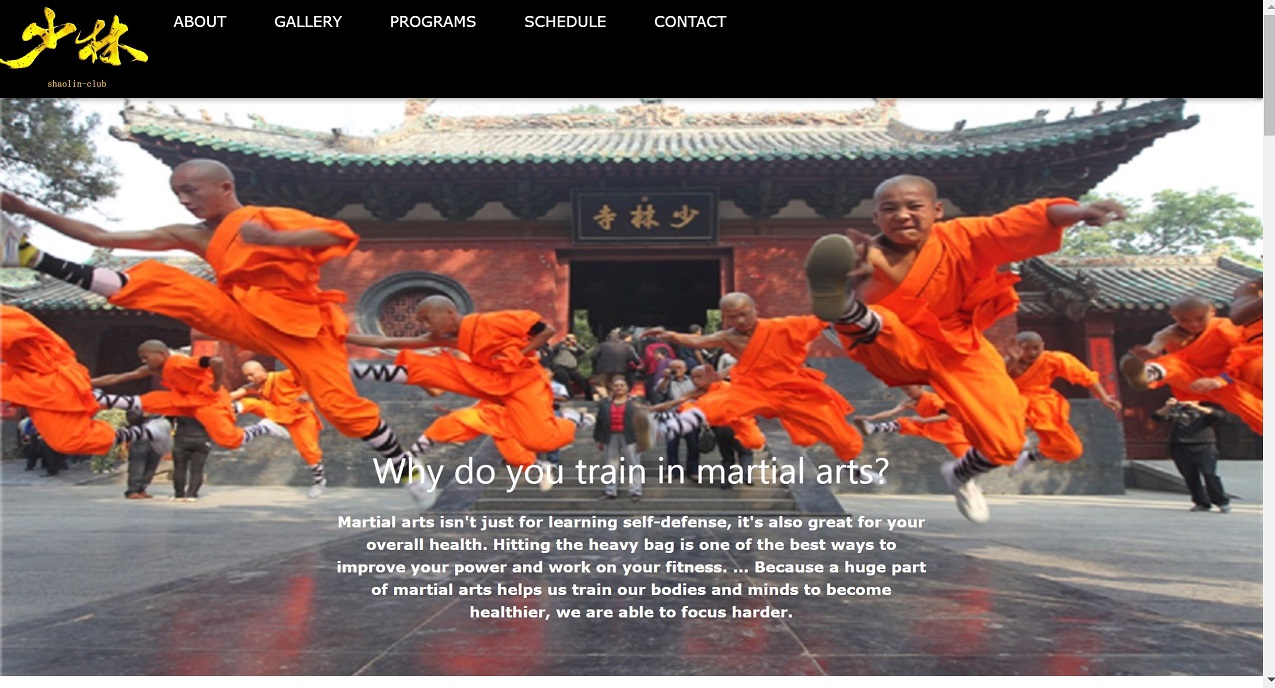 少林
shaolin-club
ABOUT GALLERY PROGRAMS SCHEDULE CONTACT
寺林少
Why do you train in martial arts?
Martial arts isn't just for learning self-defense, it's also great for your
overall health. Hitting the heavy bag is one of the best ways to
improve your power and work on your fitness. ... Because a huge part
of martial arts helps us train our bodies and minds to become
healthier, we are able to focus harder.